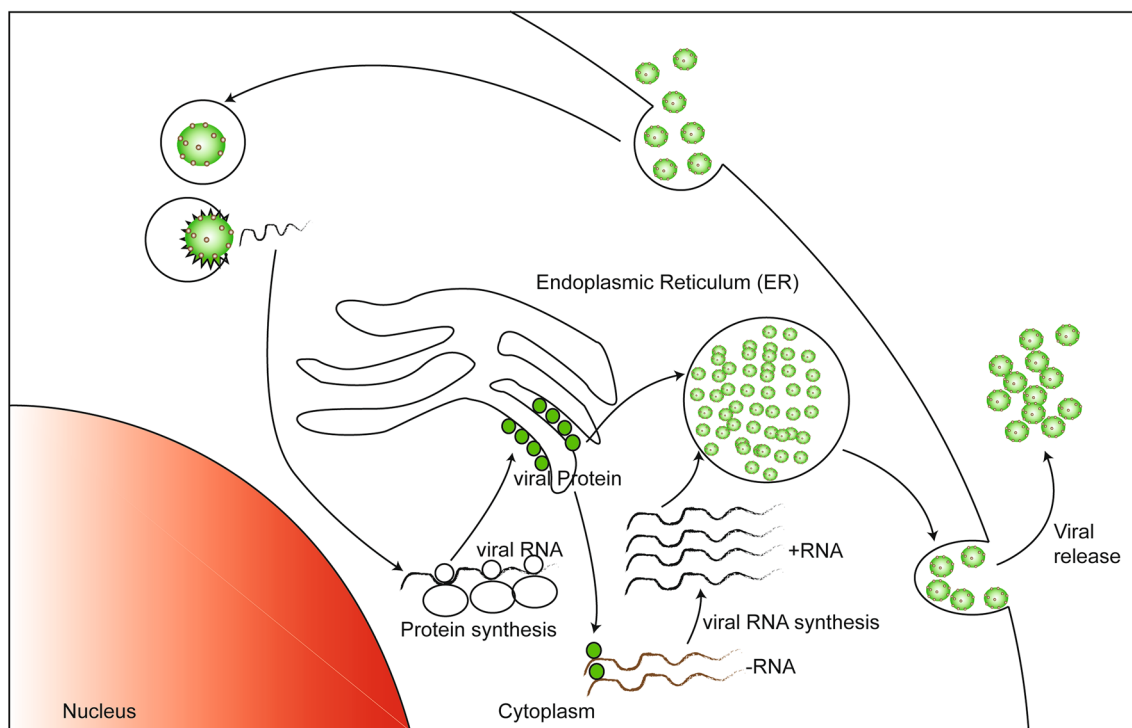 Endoplasmic Reticulum (ER)
viral Protein
Viral
release
viral RNA
+RNA
Protein synthesis
viral RNA synthesis
-RNA
Nucleus
Cytoplasm